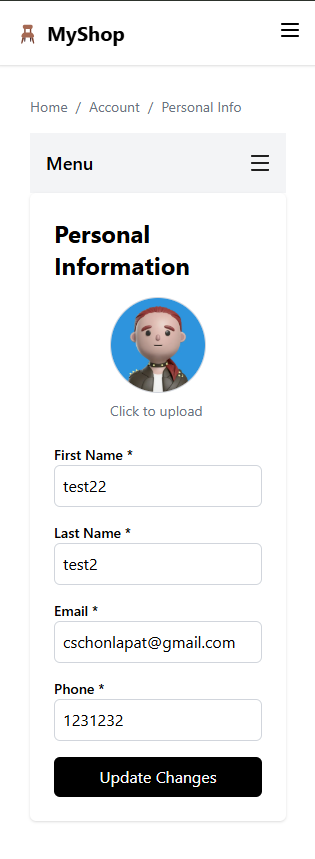 MyShop
Home / Account / Personal Info
Menu
Personal
Information
Click to upload
First Name *
test22
Last Name *
test2
Email *
cschonlapat@gmail.com
Phone *
1231232
Update Changes